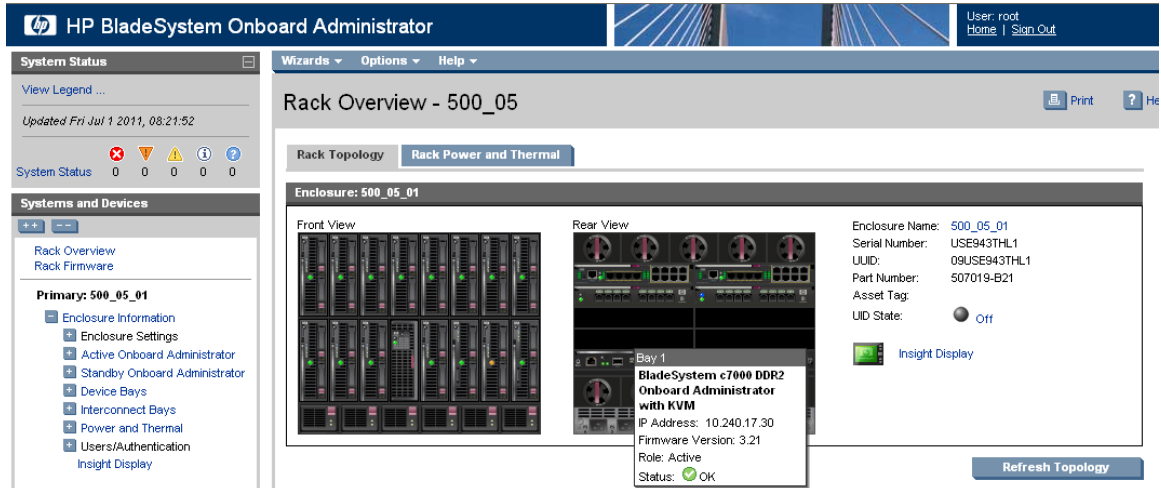 hp HP BladeSystem Onboard Administrator
User: root
Home | Sign Out
System Status
View Legend ...
Updated Fri Jul 1 2011, 08:21:52
System Status 0 0 0 0 0
Systems and Devices
++ --
Rack Overview
Rack Firmware
Primary: 500_05_01
Enclosure Information
Enclosure Settings
Active Onboard Administrator
Standby Onboard Administrator
Device Bays
Interconnect Bays
Power and Thermal
Users/Authentication
Insight Display
Wizards Options Help
Rack Overview - 500_05
Print
? He
Rack Topology Rack Power and Thermal
Enclosure: 500_05_01
Front View
Rear View
Bay 1
BladeSystem c7000 DDR2
Onboard Administrator
with KVM
IP Address: 10.240.17.30
Firmware Version: 3.21
Role: Active
Status: OK
Enclosure Name: 500_05_01
Serial Number: USE943THL1
UUID: 09USE943THL1
Part Number: 507019-B21
Asset Tag:
UID State: Off
Insight Display
Refresh Topology